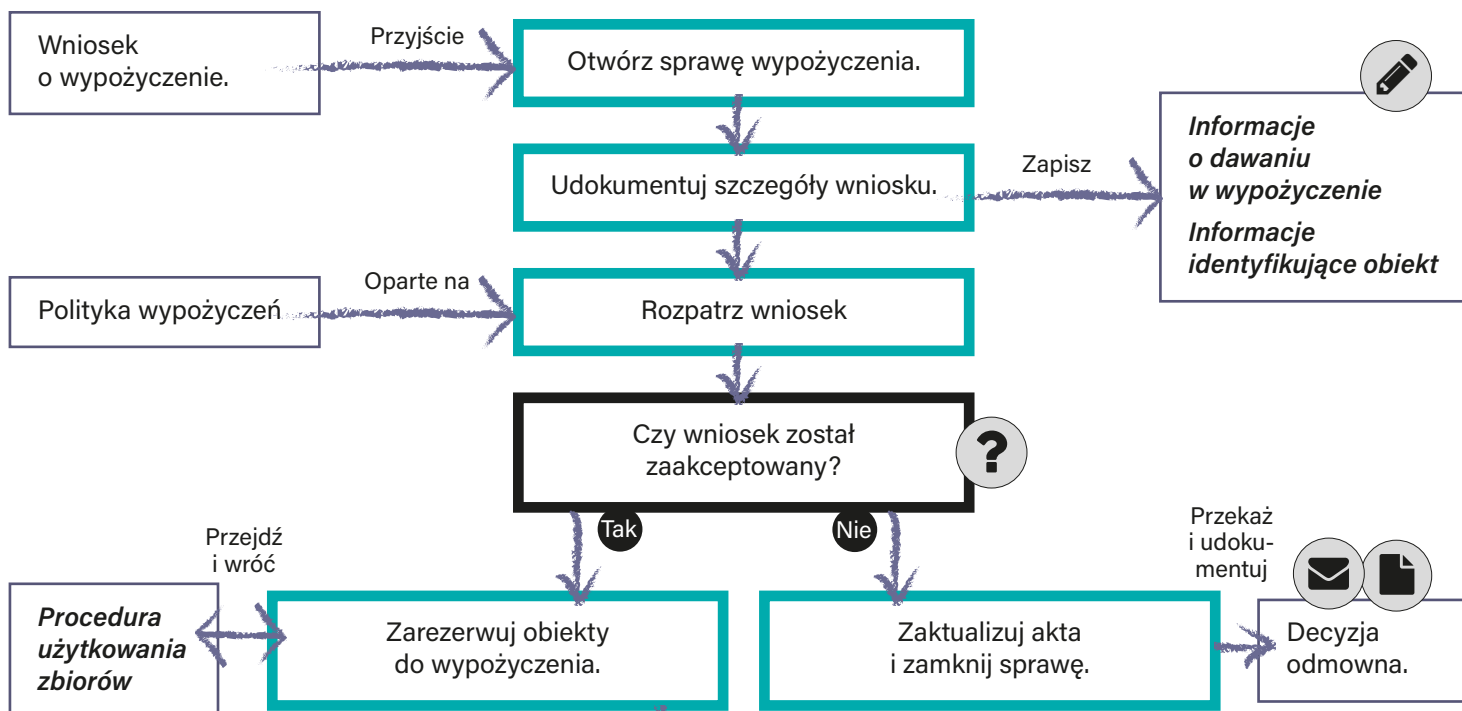 Wniosek
o wypożyczenie.
Przyjście
Otwórz sprawę wypożyczenia.
Udokumentuj szczegóły wniosku.
Zapisz
Informacje
o dawaniu
w wypożyczenie
Informacje
identyfikujące obiekt
Polityka wypożyczeń
Oparte na
Rozpatrz wniosek
Czy wniosek został
zaakceptowany?
?
Tak
Nie
Przejdź
i wróć
Procedura
użytkowania
zbiorów
Zarezerwuj obiekty
do wypożyczenia.
Zaktualizuj akta
i zamknij sprawę.
Przekaż
i udoku-
mentuj
Decyzja
odmowna.